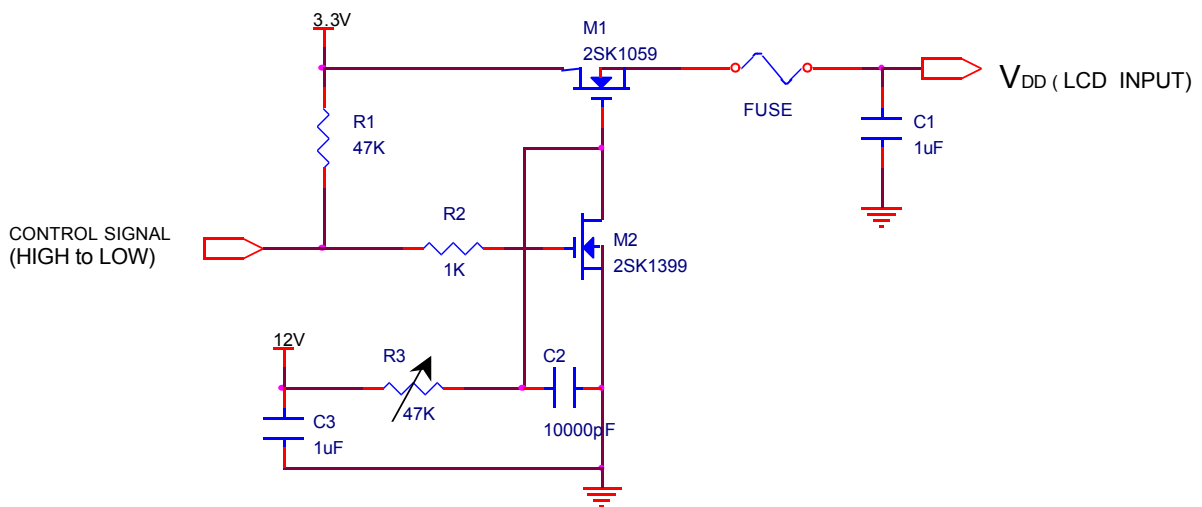 3.3V
M1
2SK1059
VDD ( LCD INPUT)
FUSE
R1
47K
C1
1uF
CONTROL SIGNAL
(HIGH to LOW)
R2
1K
M2
2SK1399
12V
R3
47K
C2
10000pF
C3
1uF